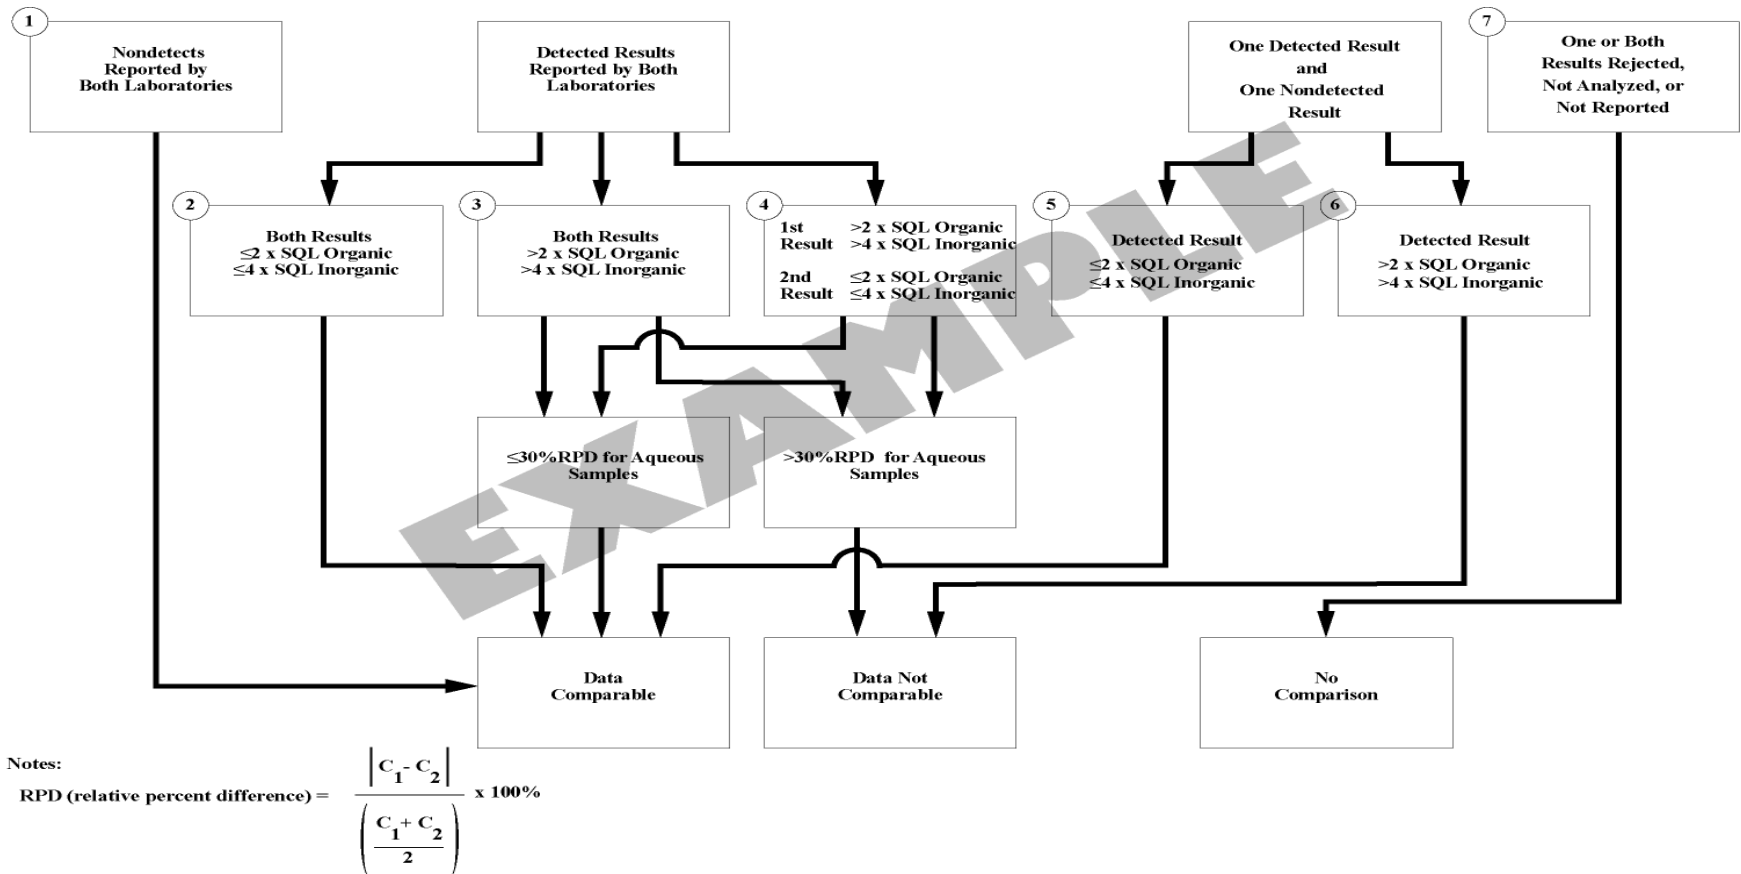 1
Nondetects
Reported by
Both Laboratories
Detected Results
Reported by Both
Laboratories
One Detected Result
and
One Nondetected
Result
7
One or Both
Results Rejected,
Not Analyzed, or
Not Reported
2
Both Results
≤2 x SQL Organic
≤4 x SQL Inorganic
3
Both Results
>2 x SQL Organic
>4 x SQL Inorganic
4
1st >2 x SQL Organic
Result >4 x SQL Inorganic
2nd ≤2 x SQL Organic
Result ≤4 x SQL Inorganic
5
Detected Result
≤2 x SQL Organic
≤4 x SQL Inorganic
6
Detected Result
>2 x SQL Organic
>4 x SQL Inorganic
≤30%RPD for Aqueous
Samples
>30%RPD for Aqueous
Samples
EXAMPLE
Data
Comparable
Data Not
Comparable
No
Comparison
Notes:
RPD (relative percent difference) = |C1- C2| / ((C1+ C2)/2) x 100%